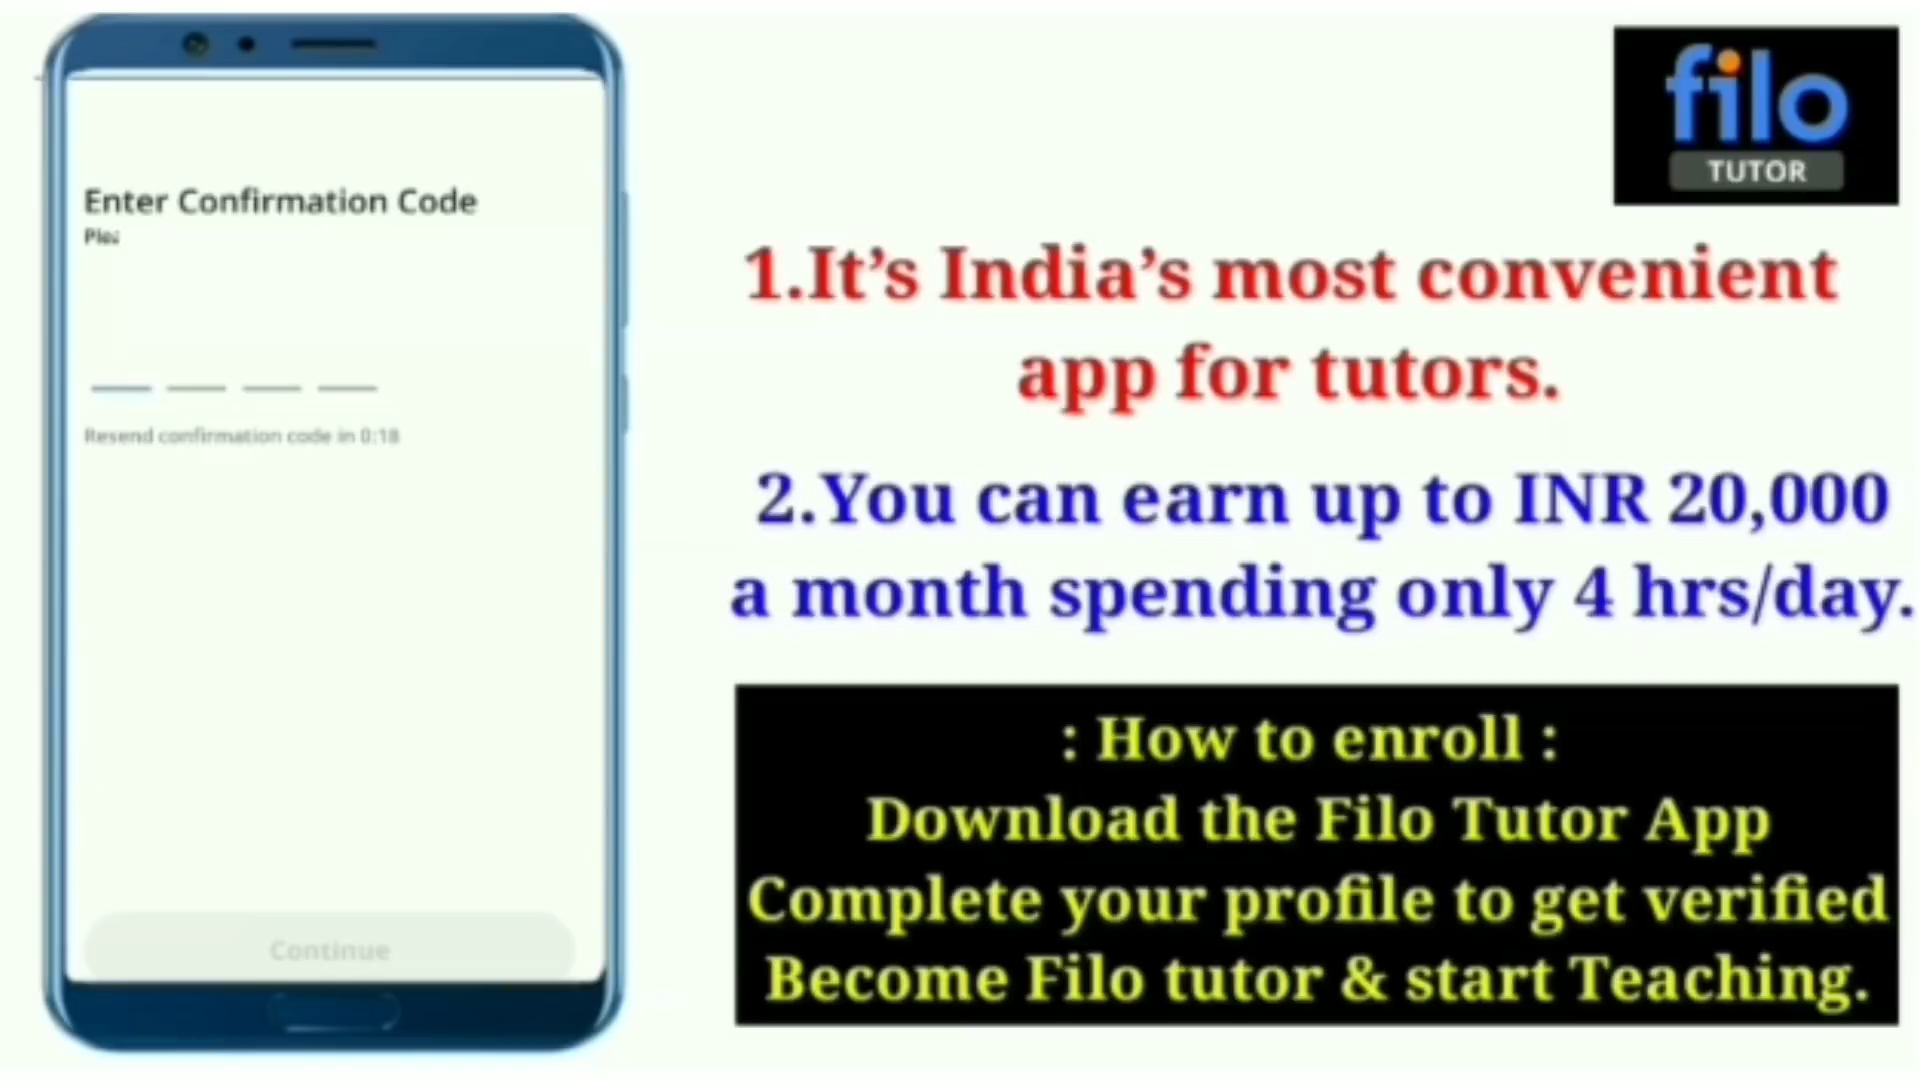 Enter Confirmation Code
Resend confirmation code in 0:18
Continue
filo
TUTOR
1.It's India's most convenient
app for tutors.
2.You can earn up to INR 20,000
a month spending only 4 hrs/day.
: How to enroll :
Download the Filo Tutor App
Complete your profile to get verified
Become Filo tutor & start Teaching.